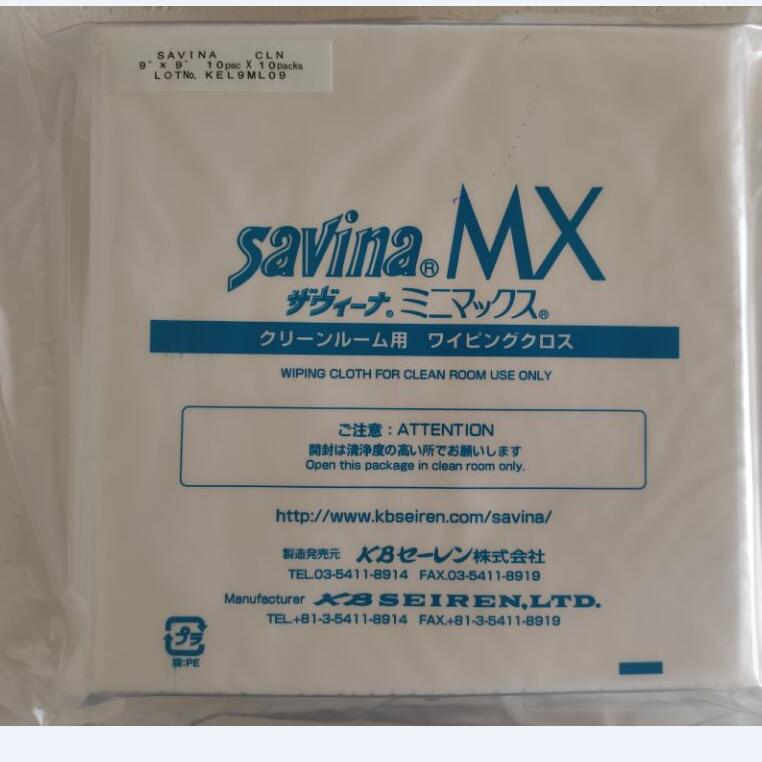 SAVINA CLN
9" × 9" 10psc X 10packs
LOTNo. KEL9ML09
savina® MX
ザヴィーナ® ミニマックス®
クリーンルーム用 ワイピングクロス
WIPING CLOTH FOR CLEAN ROOM USE ONLY
ご注意：ATTENTION
開封は清浄度の高い所でお願いします
Open this package in clean room only.
http://www.kbseiren.com/savina/
製造発売元 KBセーレン株式会社
TEL.03-5411-8914 FAX.03-5411-8919
Manufacturer KB SEIREN,LTD.
TEL.+81-3-5411-8914 FAX.+81-3-5411-8919
プラ
袋:PE